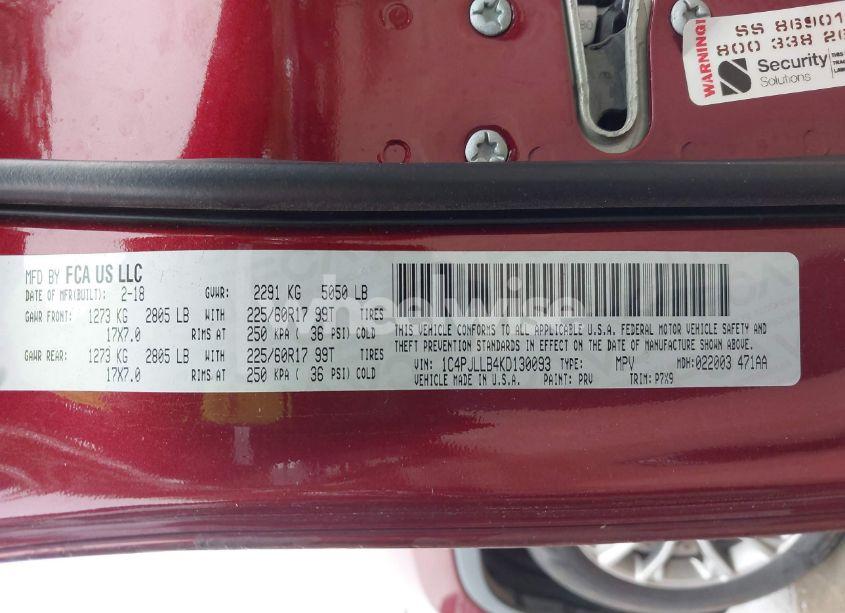 WARNING!
SS 86901
800 338 26
S Security
Solutions
MFD BY FCA US LLC
DATE OF MFR(BUILT): 2-18 GVWR: 2291 KG 5050 LB
GAWR FRONT: 1273 KG 2805 LB WITH 225/60R17 99T TIRES
17X7.0 RIMS AT 250 KPA ( 36 PSI) COLD
GAWR REAR: 1273 KG 2805 LB WITH 225/60R17 99T TIRES
17X7.0 RIMS AT 250 KPA ( 36 PSI) COLD
THIS VEHICLE CONFORMS TO ALL APPLICABLE U.S.A. FEDERAL MOTOR VEHICLE SAFETY AND
THEFT PREVENTION STANDARDS IN EFFECT ON THE DATE OF MANUFACTURE SHOWN ABOVE.
VIN: 1C4PJLLB4KD130093 TYPE: MPV MDH:022003 471AA
VEHICLE MADE IN U.S.A. PAINT: PRV TRIM: P7X9
wheelwise